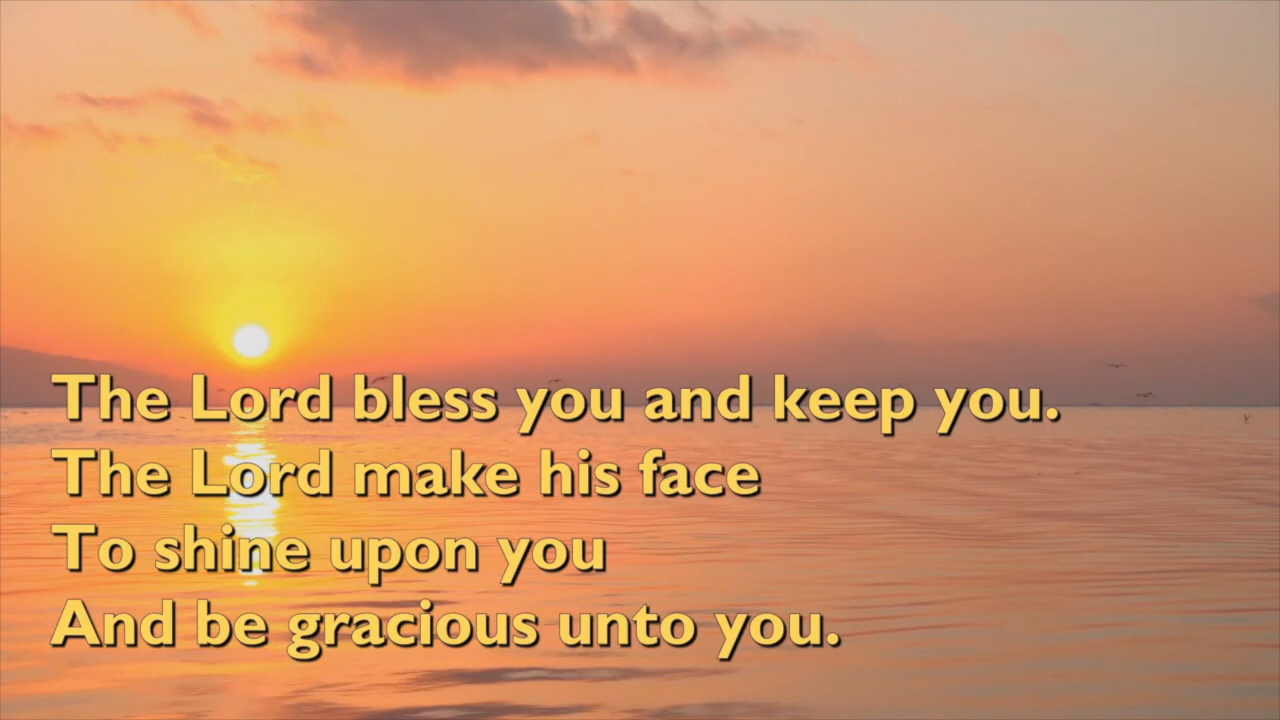 The Lord bless you and keep you.
The Lord make his face
To shine upon you
And be gracious unto you.